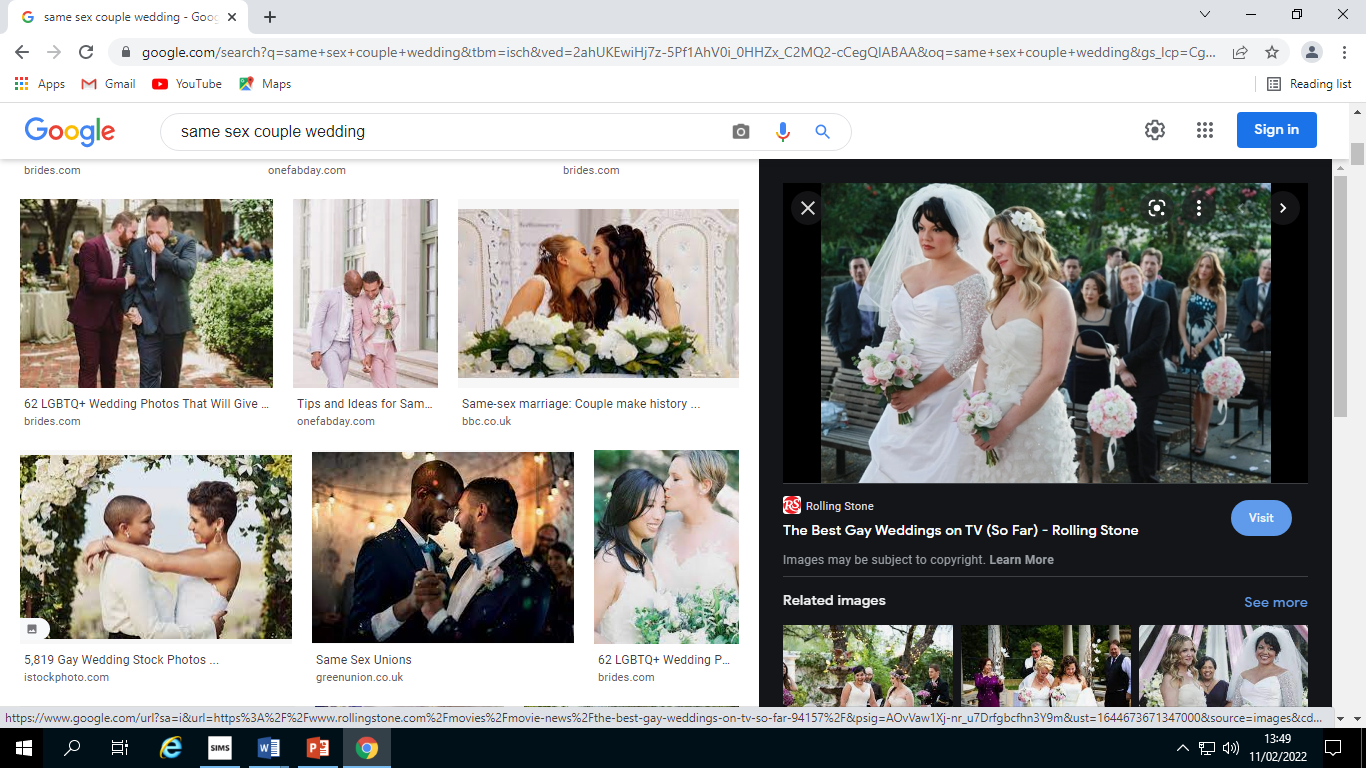 same sex couple wedding - Goog
google.com/search?q=same+sex+couple+wedding&tbm=isch&ved=2ahUKEwiHj7z-5Pf1AhV0i_0HHZx_C2MQ2-cCegQIABAA&oq=same+sex+couple+wedding&gs_lcp=Cg...
Apps Gmail YouTube Maps Reading list
Google same sex couple wedding Sign in
brides.com onefabday.com brides.com
62 LGBTQ+ Wedding Photos That Will Give ...
brides.com
Tips and Ideas for Sam...
onefabday.com
Same-sex marriage: Couple make history ...
bbc.co.uk
5,819 Gay Wedding Stock Photos ...
istockphoto.com
Same Sex Unions
greenunion.co.uk
62 LGBTQ+ Wedding P...
brides.com
RS Rolling Stone
The Best Gay Weddings on TV (So Far) - Rolling Stone
Visit
Images may be subject to copyright. Learn More
Related images
See more
https://www.google.com/url?sa=i&url=https%3A%2F%2Fwww.rollingstone.com%2Fmovies%2Fmovie-news%2Fthe-best-gay-weddings-on-tv-so-far-94157%2F&psig=AOvVaw1Xj-nr_u7Drfgbcfhn3Y9m&ust=1644673671347000&source=images&cd...
SIMS
13:49
11/02/2022